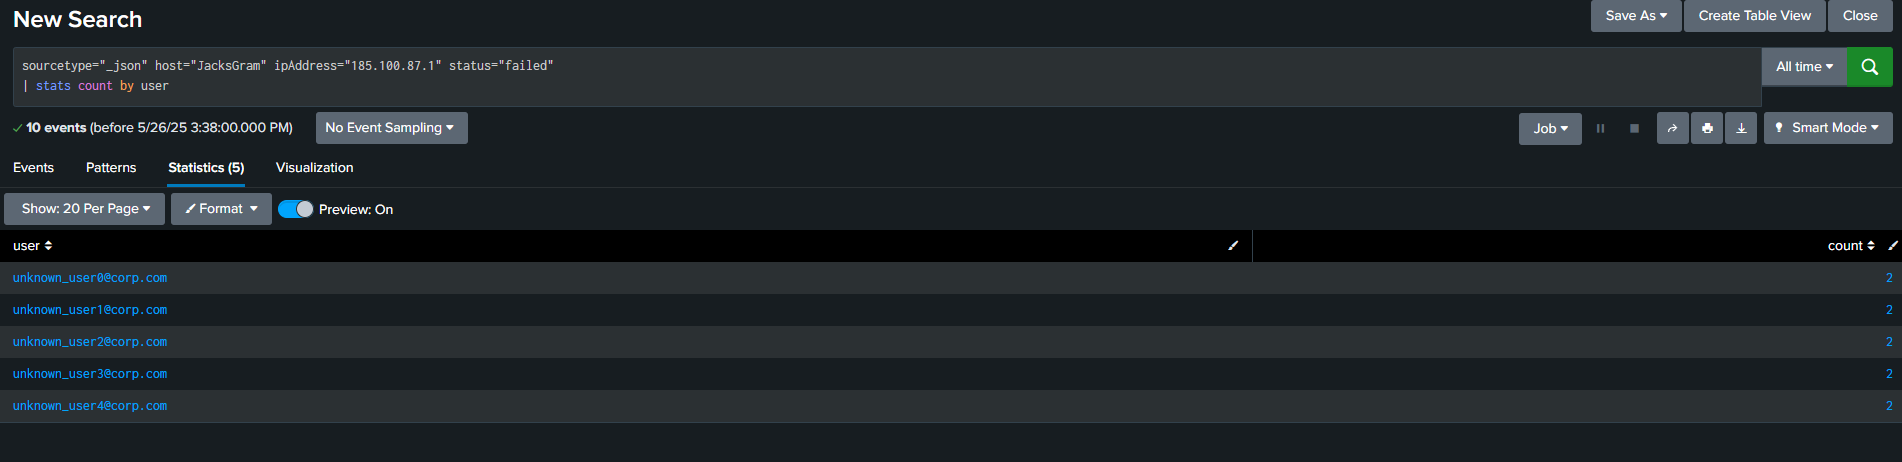 New Search
Save As
Create Table View
Close
sourcetype="_json" host="JacksGram" ipAddress="185.100.87.1" status="failed"
| stats count by user
All time
10 events (before 5/26/25 3:38:00.000 PM)
No Event Sampling
Job
Smart Mode
Events
Patterns
Statistics (5)
Visualization
Show: 20 Per Page
Format
Preview: On
user count
unknown_user0@corp.com 2
unknown_user1@corp.com 2
unknown_user2@corp.com 2
unknown_user3@corp.com 2
unknown_user4@corp.com 2